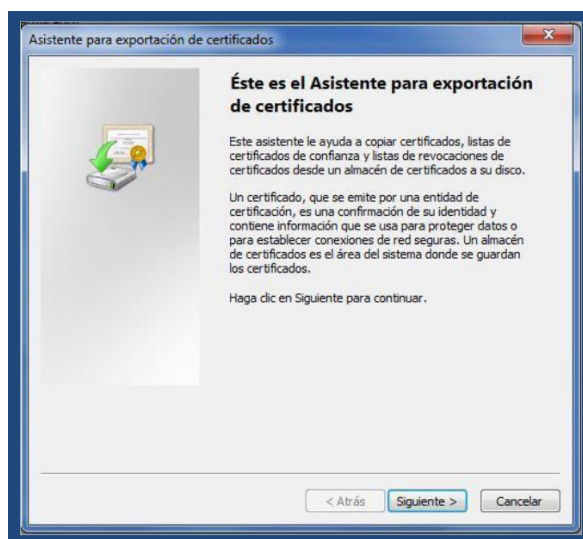 Asistente para exportación de certificados
Éste es el Asistente para exportación
de certificados
Este asistente le ayuda a copiar certificados, listas de
certificados de confianza y listas de revocaciones de
certificados desde un almacén de certificados a su disco.
Un certificado, que se emite por una entidad de
certificación, es una confirmación de su identidad y
contiene información que se usa para proteger datos o
para establecer conexiones de red seguras. Un almacén
de certificados es el área del sistema donde se guardan
los certificados.
Haga clic en Siguiente para continuar.
< Atrás Siguiente > Cancelar